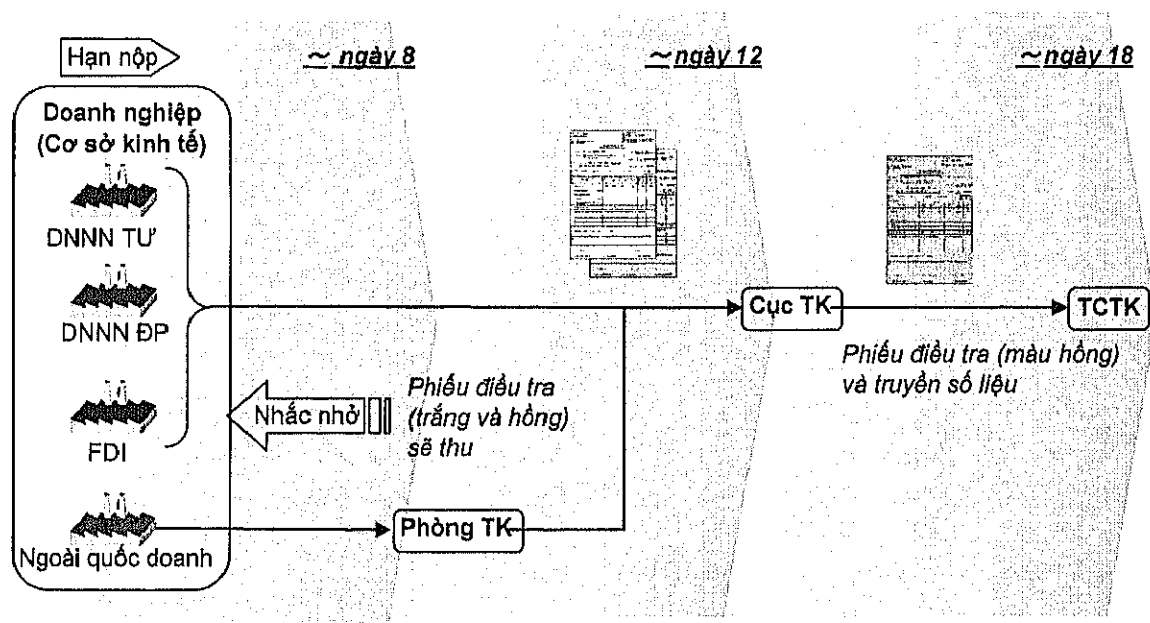 Hạn nộp
~ ngày 8
~ ngày 12
~ ngày 18
Doanh nghiệp
(Cơ sở kinh tế)
DNNN TƯ
DNNN ĐP
FDI
Ngoài quốc doanh
Nhắc nhở
Phiếu điều tra
(trắng và hồng)
sẽ thu
Phòng TK
Cục TK
TCTK
Phiếu điều tra (màu hồng)
và truyền số liệu